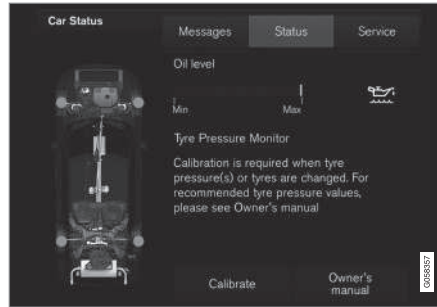 Car Status
Messages
Status
Service
Oil level
Min
Max
Tyre Pressure Monitor
Calibration is required when tyre
pressure(s) or tyres are changed. For
recommended tyre pressure values,
please see Owner's manual
Calibrate
Owner's
manual
G058357